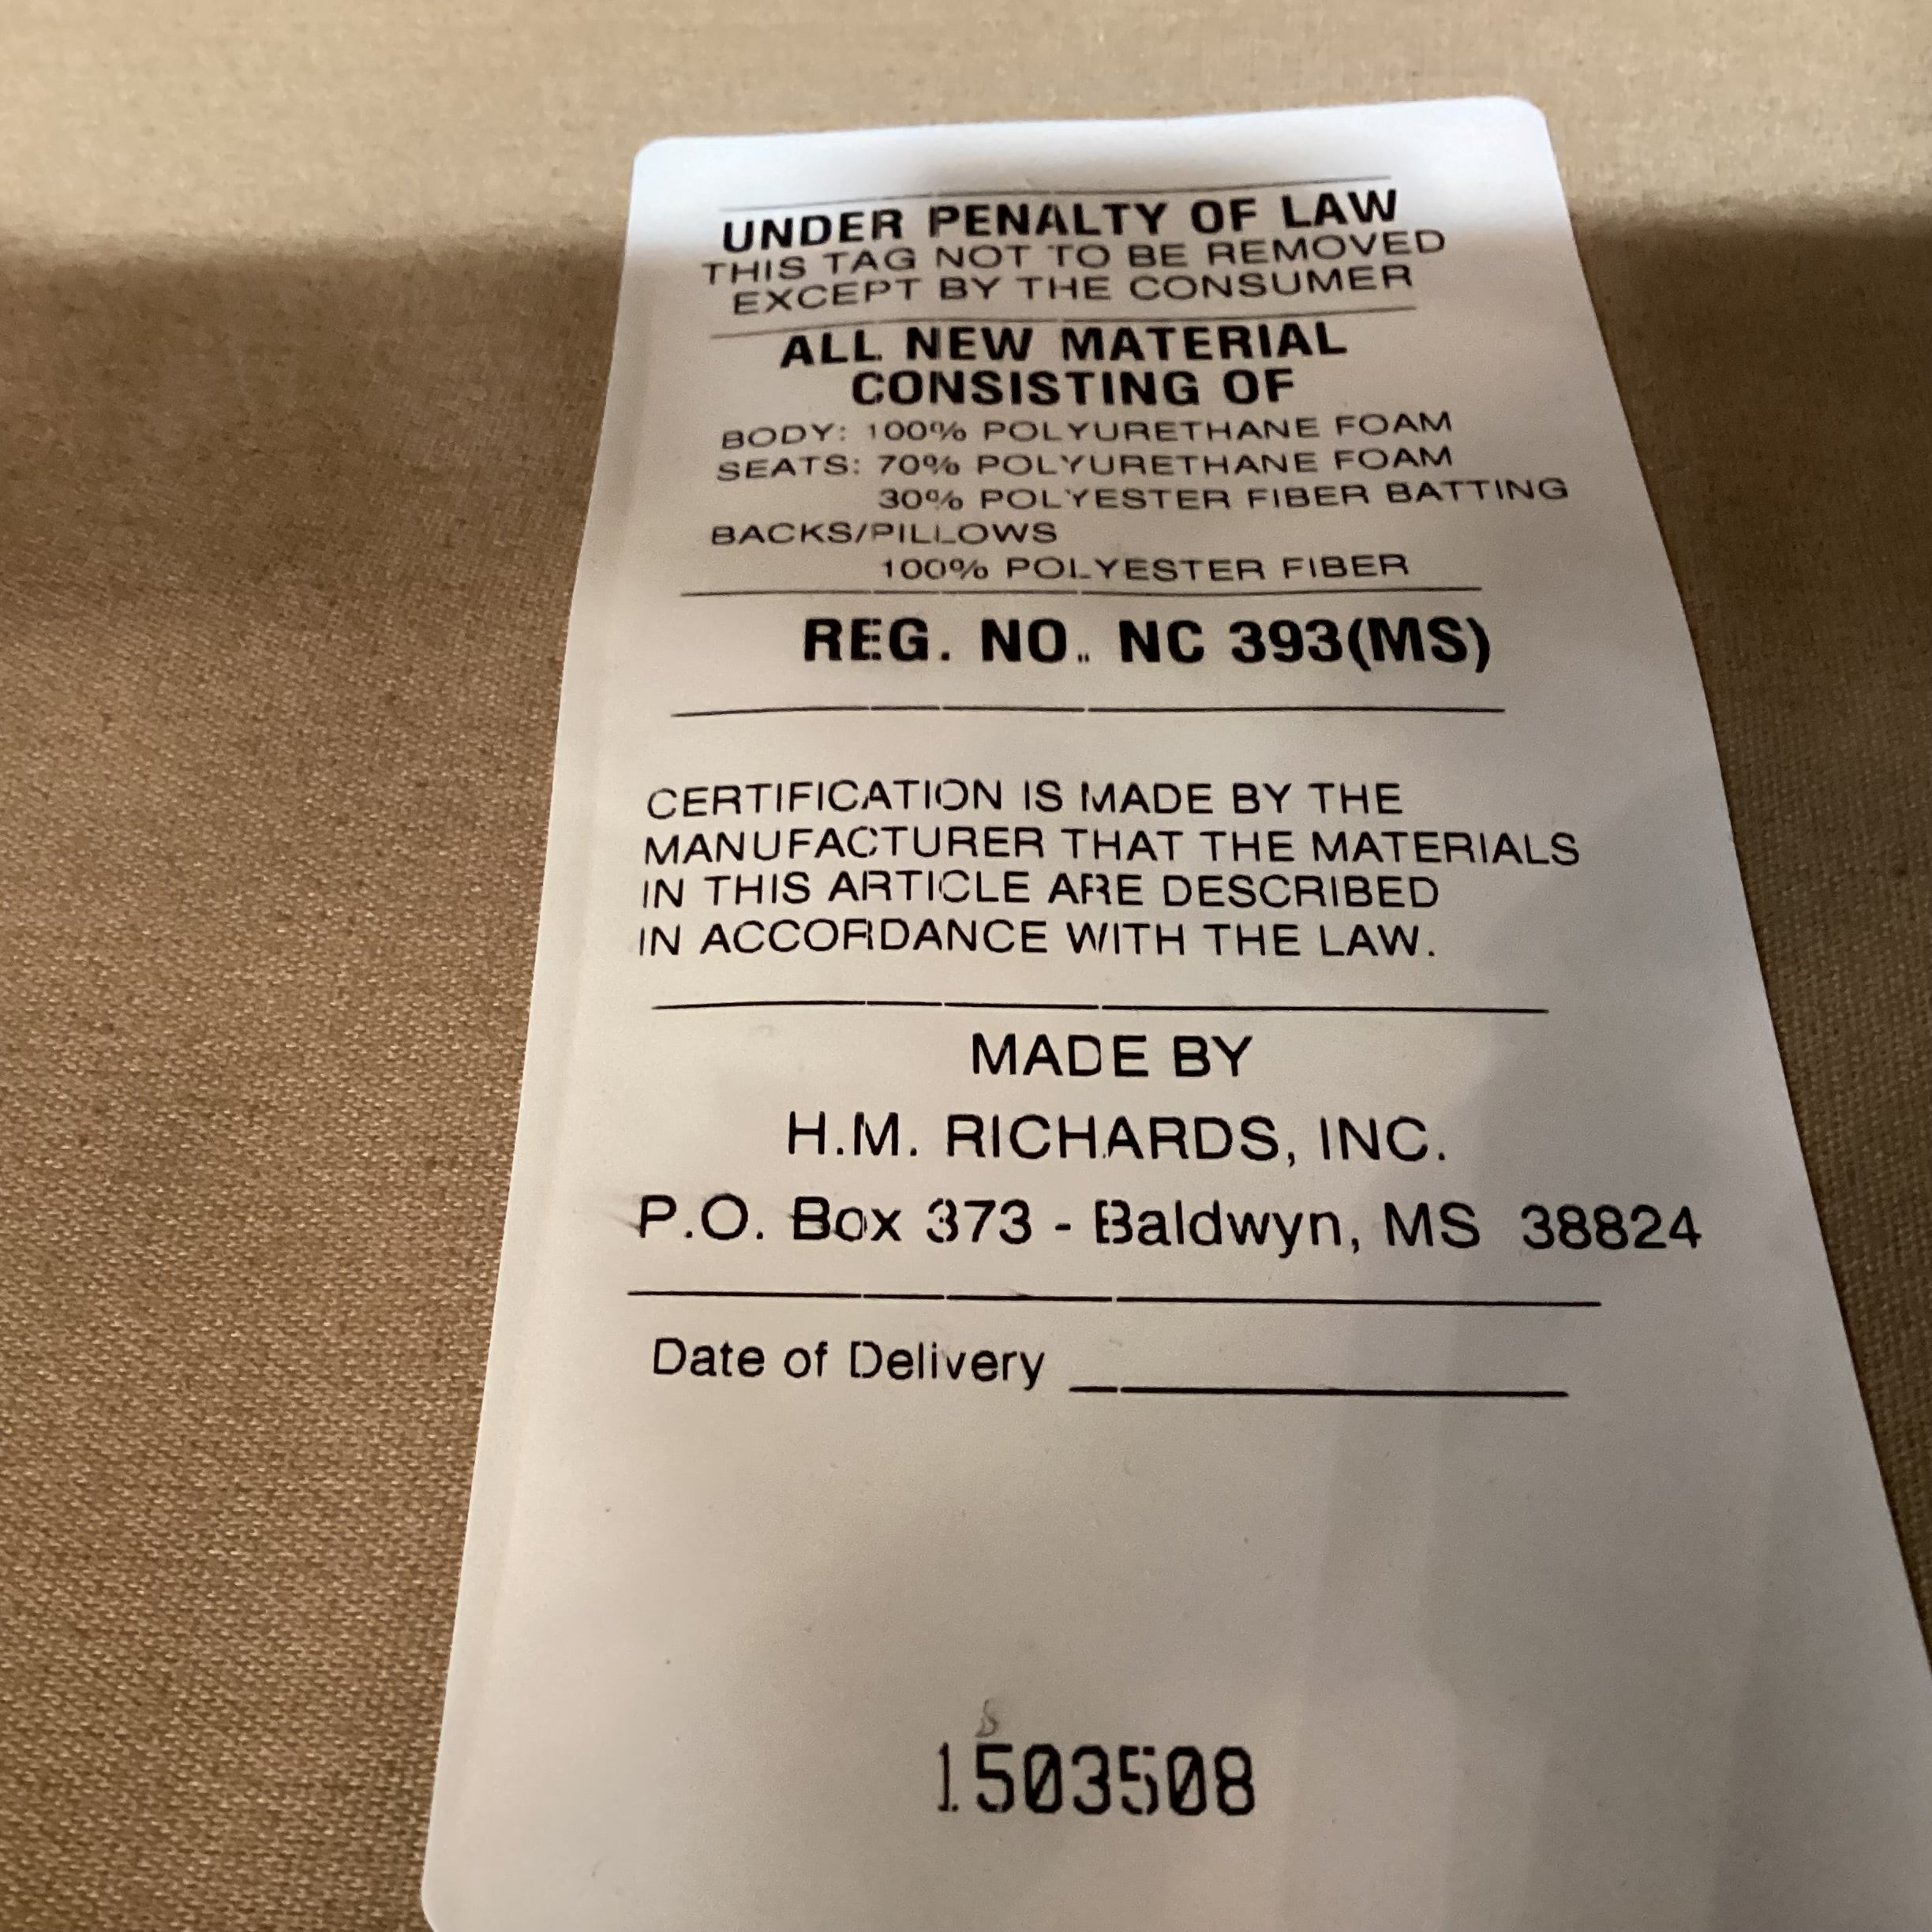 UNDER PENALTY OF LAW
THIS TAG NOT TO BE REMOVED
EXCEPT BY THE CONSUMER
ALL NEW MATERIAL
CONSISTING OF
BODY: 100% POLYURETHANE FOAM
SEATS: 70% POLYURETHANE FOAM
30% POLYESTER FIBER BATTING
BACKS/PILLOWS
100% POLYESTER FIBER
REG. NO. NC 393(MS)
CERTIFICATION IS MADE BY THE
MANUFACTURER THAT THE MATERIALS
IN THIS ARTICLE ARE DESCRIBED
IN ACCORDANCE WITH THE LAW.
MADE BY
H.M. RICHARDS, INC.
P.O. Box 373 - Baldwyn, MS 38824
Date of Delivery
1503508